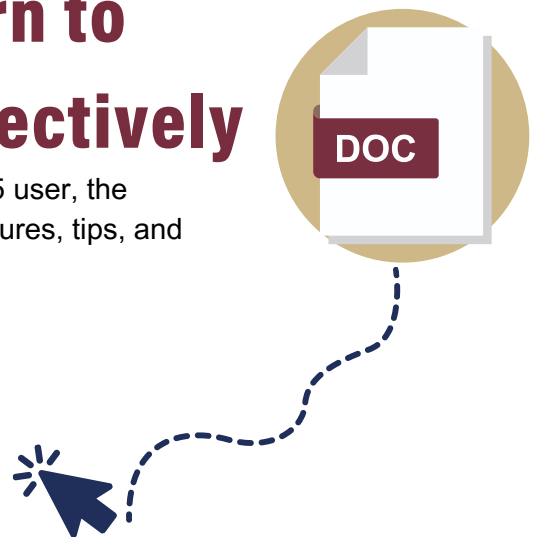 rn to
ectively
5 user, the
ures, tips, and
DOC